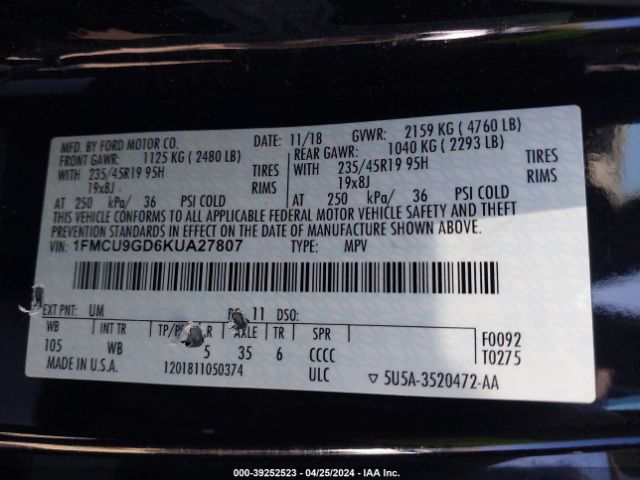 MFD. BY FORD MOTOR CO. DATE: 11/18 GVWR: 2159 KG ( 4760 LB)
FRONT GAWR: 1125 KG ( 2480 LB) REAR GAWR: 1040 KG ( 2293 LB)
WITH 235/45R19 95H TIRES WITH 235/45R19 95H TIRES
19x8J RIMS 19x8J RIMS
AT 250 kPa/ 36 PSI COLD AT 250 kPa/ 36 PSI COLD
THIS VEHICLE CONFORMS TO ALL APPLICABLE FEDERAL MOTOR VEHICLE SAFETY AND THEFT
PREVENTION STANDARDS IN EFFECT ON THE DATE OF MANUFACTURE SHOWN ABOVE.
VIN: 1FMCU9GD6KUA27807 TYPE: MPV
EXT PNT: UM 11 DSO:
WB INT TR R AXLE TR SPR F0092
105 WB 5 35 6 CCCC T0275
MADE IN U.S.A. 1201811050374 ULC ▽ 5U5A-3520472-AA
000-39252523 - 04/25/2024 - IAA Inc.